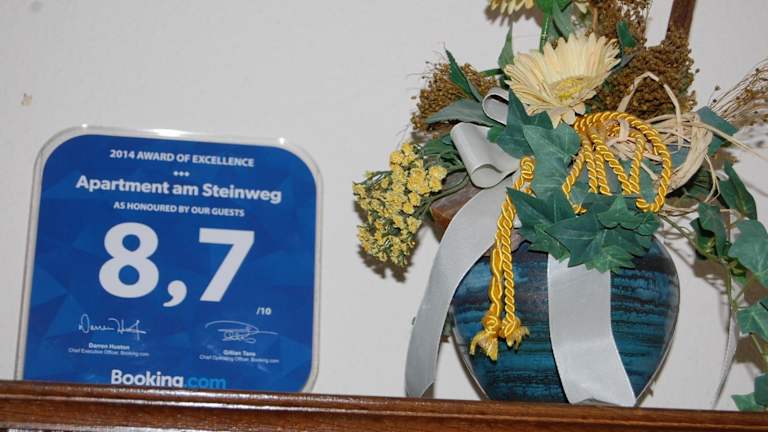 2014 AWARD OF EXCELLENCE
Apartment am Steinweg
AS HONOURED BY OUR GUESTS
8,7
/10
Darren Huston
Chief Executive Officer, Booking.com
Gillian Tans
Chief Operating Officer, Booking.com
Booking.com